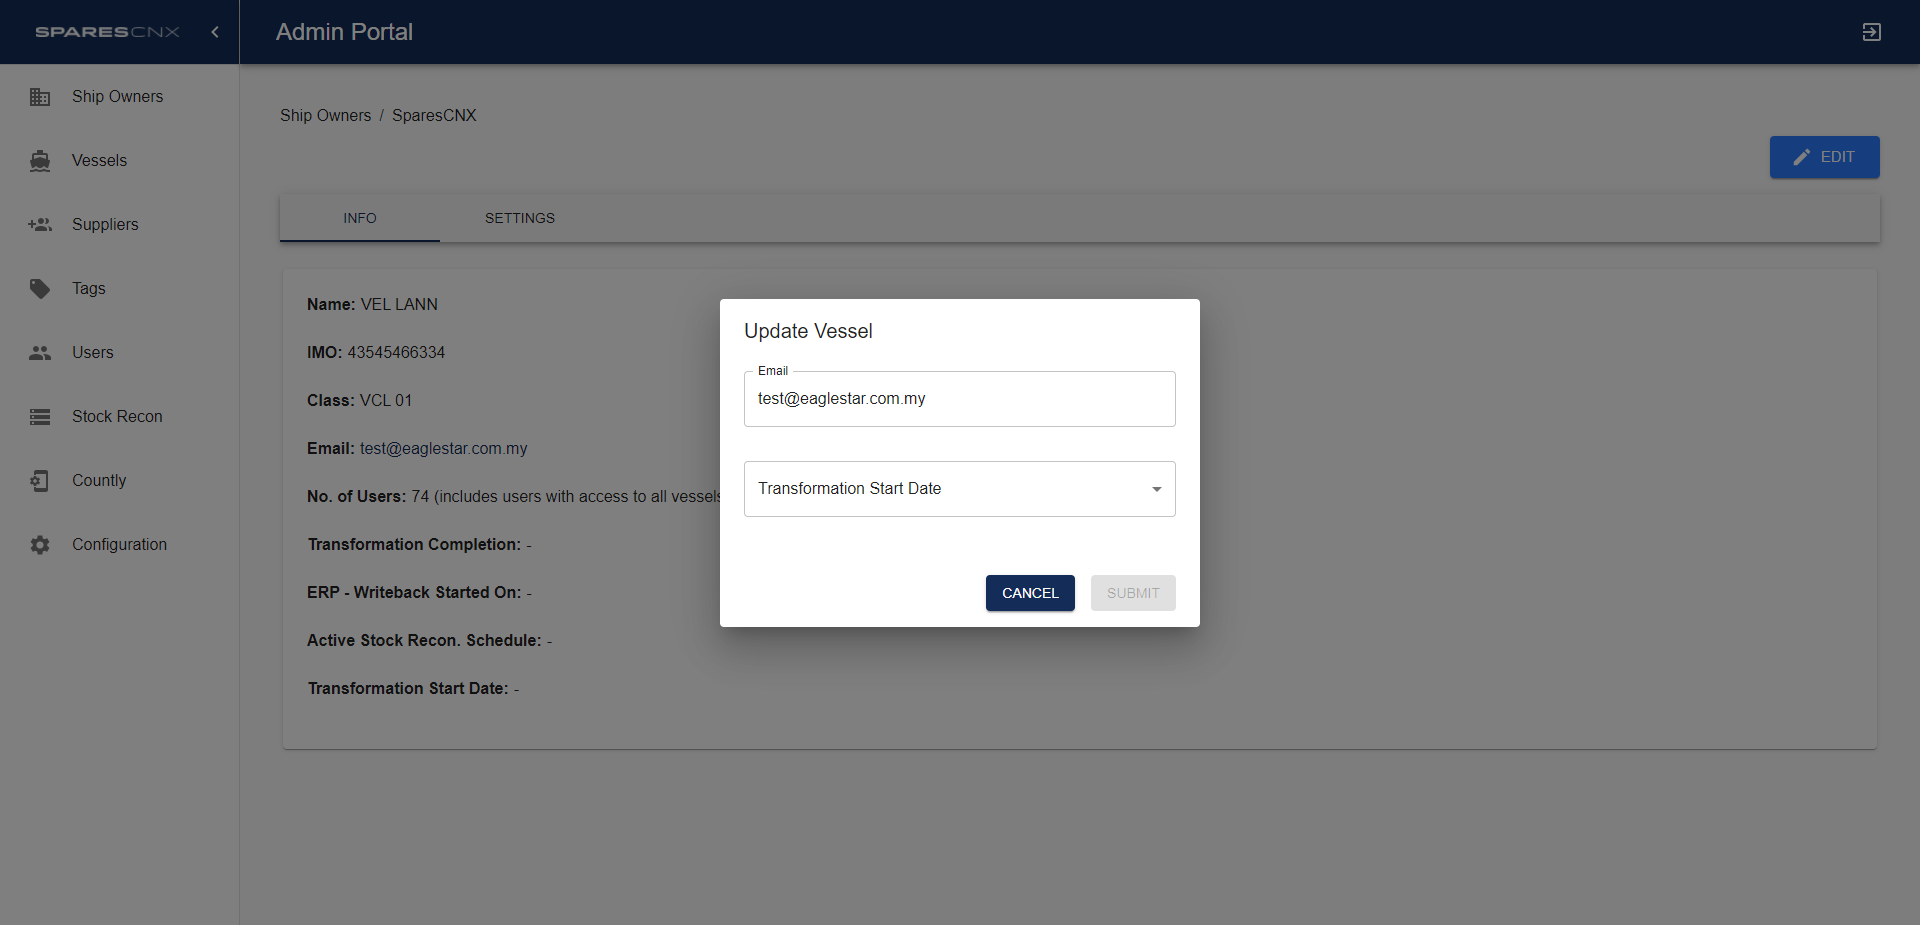 SPARESCNX
Admin Portal
Ship Owners
Vessels
Suppliers
Tags
Users
Stock Recon
Countly
Configuration
Ship Owners / SparesCNX
EDIT
INFO SETTINGS
Name: VEL LANN
IMO: 43545466334
Class: VCL 01
Email: test@eaglestar.com.my
No. of Users: 74 (includes users with access to all vessels
Transformation Completion: -
ERP - Writeback Started On: -
Active Stock Recon. Schedule: -
Transformation Start Date: -
Update Vessel
Email
test@eaglestar.com.my
Transformation Start Date
CANCEL SUBMIT